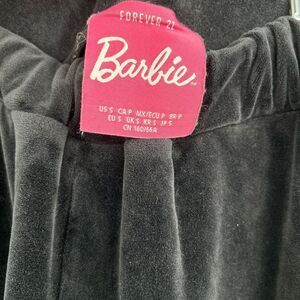 FOREVER 21
Barbie
US:S CA:P MX/ECU:P BR:P
EU:S UK:S KR:S JP:S
CN 160/66A